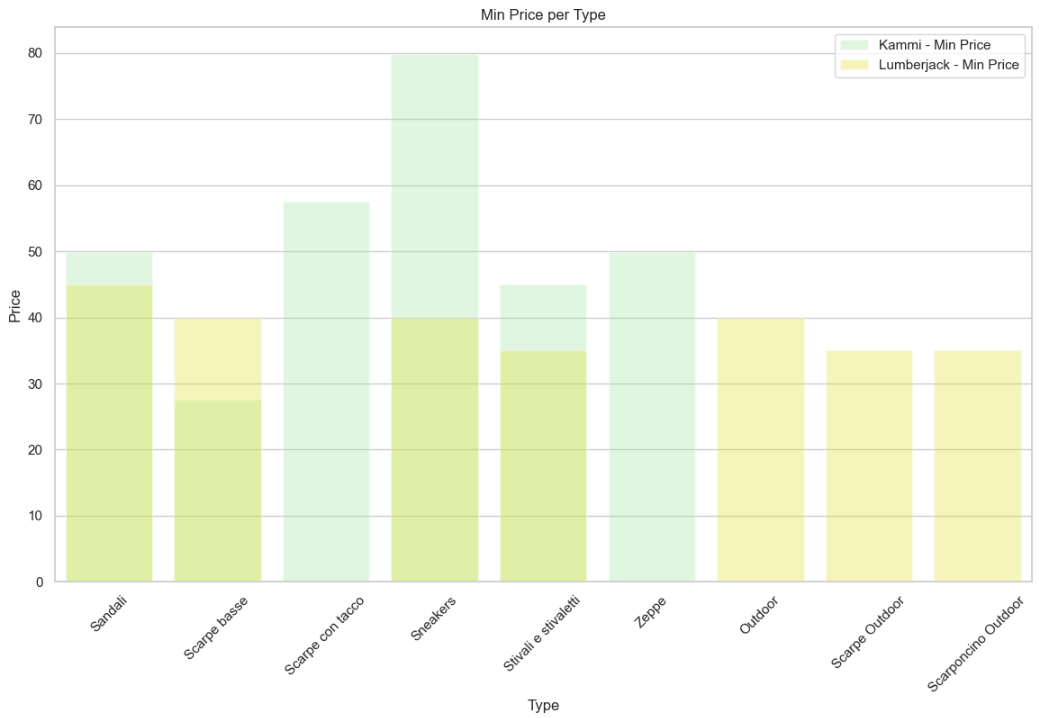 Min Price per Type
Kammi - Min Price
Lumberjack - Min Price
Price
80
70
60
50
40
30
20
10
0
Sandali
Scarpe basse
Scarpe con tacco
Sneakers
Stivali e stivaletti
Zeppe
Outdoor
Scarpe Outdoor
Scarponcino Outdoor
Type